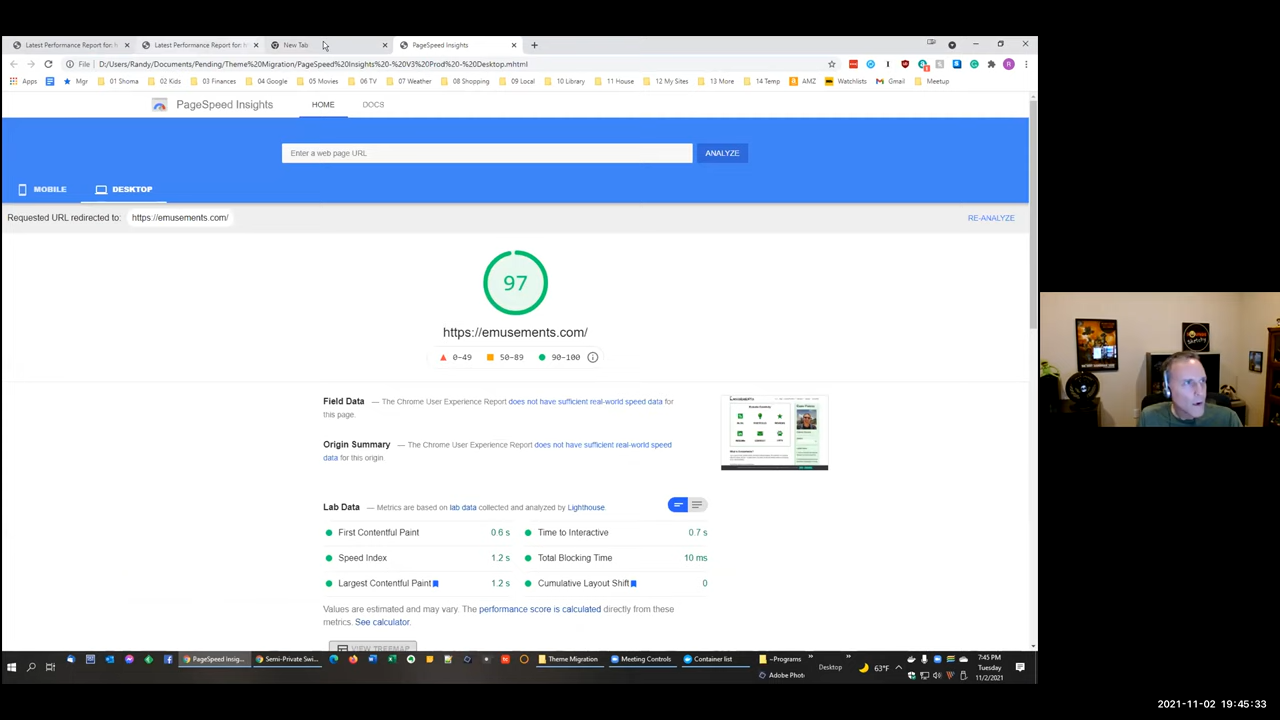 Latest Performance Report for:
Latest Performance Report for:
New Tab
PageSpeed Insights
File D:/Users/Randy/Documents/Pending/Theme%20Migration/PageSpeed%20Insights%20-%20V3%20Prod%20-%20Desktop.mhtml
Apps Mgr 01 Shoma 02 Kids 03 Finances 04 Google 05 Movies 06 TV 07 Weather 08 Shopping 09 Local 10 Library 11 House 12 My Sites 13 More 14 Temp AMZ Watchlists Gmail Meetup
PageSpeed Insights HOME DOCS
Enter a web page URL ANALYZE
MOBILE DESKTOP
Requested URL redirected to: https://emusements.com/ RE-ANALYZE
97
https://emusements.com/
0–49 50–89 90–100
Field Data — The Chrome User Experience Report does not have sufficient real-world speed data for
this page.
Origin Summary — The Chrome User Experience Report does not have sufficient real-world speed
data for this origin.
Lab Data — Metrics are based on lab data collected and analyzed by Lighthouse
First Contentful Paint 0.6 s Time to Interactive 0.7 s
Speed Index 1.2 s Total Blocking Time 10 ms
Largest Contentful Paint 1.2 s Cumulative Layout Shift 0
Values are estimated and may vary. The performance score is calculated directly from these
metrics. See calculator.
VIEW TREEMAP
PageSpeed Insig... Semi-Private Swi... Theme Migration Meeting Controls Container list ~Programs Desktop 63°F
Adobe Phot
7:45 PM
Tuesday
11/2/2021
2021-11-02 19:45:33